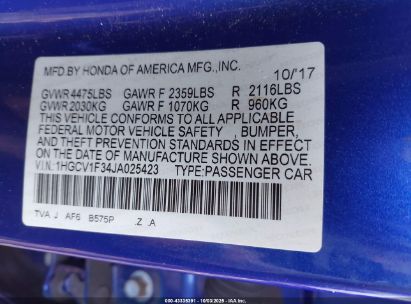 MFD.BY HONDA OF AMERICA MFG.,INC. 10/'17
GVWR 4475LBS GAWR F 2359LBS R 2116LBS
GVWR 2030KG GAWR F 1070KG R 960KG
THIS VEHICLE CONFORMS TO ALL APPLICABLE
FEDERAL MOTOR VEHICLE SAFETY , BUMPER,
AND THEFT PREVENTION STANDARDS IN EFFECT
ON THE DATE OF MANUFACTURE SHOWN ABOVE.
VIN:1HGCV1F34JA025423 TYPE:PASSENGER CAR
TVA J AF6 B575P .Z .A